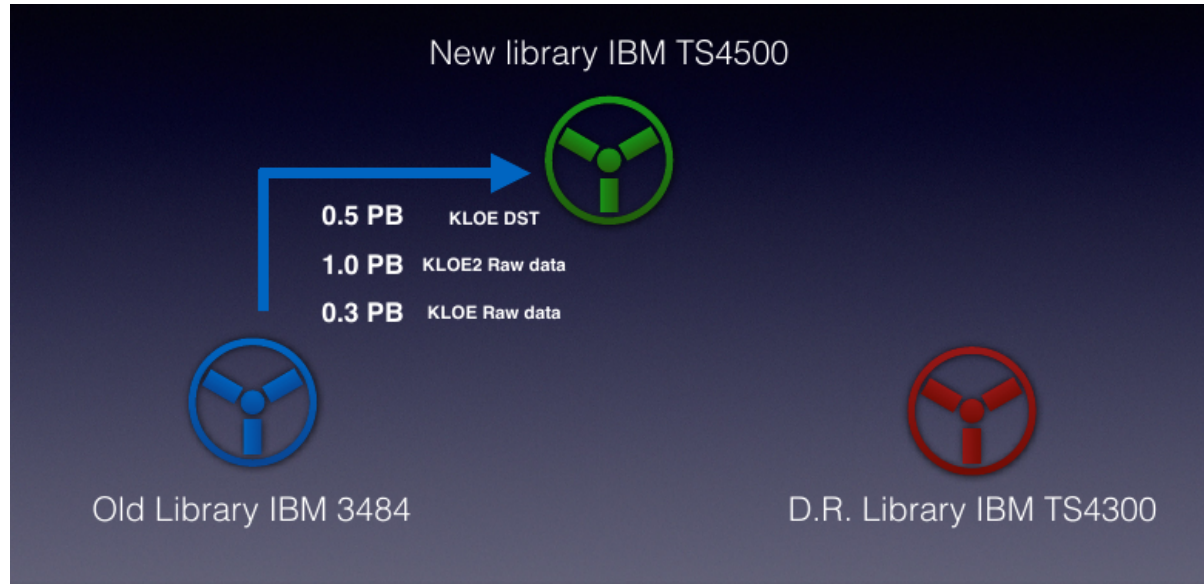 New library IBM TS4500
0.5 PB KLOE DST
1.0 PB KLOE2 Raw data
0.3 PB KLOE Raw data
Old Library IBM 3484
D.R. Library IBM TS4300